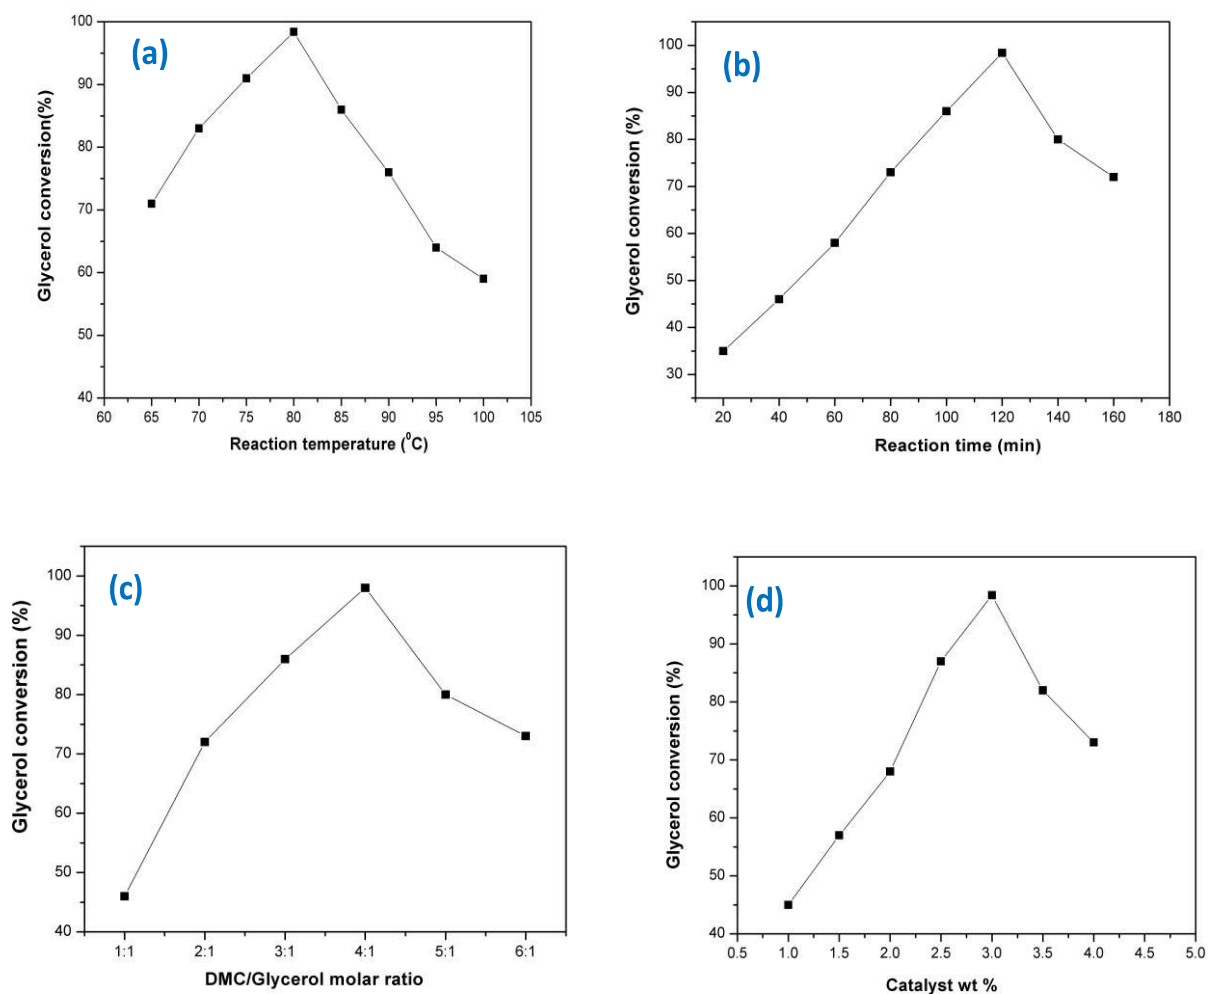 (a)
Glycerol conversion(%)
100
90
80
70
60
50
40
60 65 70 75 80 85 90 95 100 105
Reaction temperature (⁰C)
(b)
Glycerol conversion (%)
100
90
80
70
60
50
40
30
20 40 60 80 100 120 140 160 180
Reaction time (min)
(c)
Glycerol conversion (%)
100
90
80
70
60
50
40
1:1 2:1 3:1 4:1 5:1 6:1
DMC/Glycerol molar ratio
(d)
Glycerol conversion (%)
100
90
80
70
60
50
40
0.5 1.0 1.5 2.0 2.5 3.0 3.5 4.0 4.5 5.0
Catalyst wt %